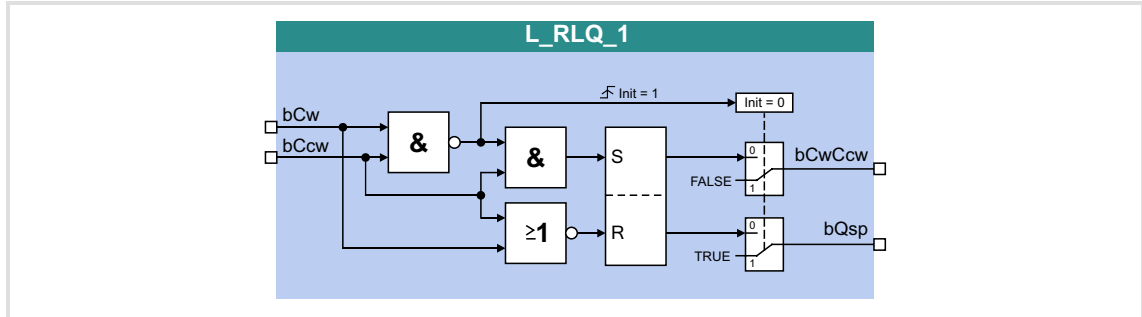 L_RLQ_1
Init = 1
Init = 0
bCw
bCcw
&
&
≥1
S
R
0
FALSE
1
bCwCcw
0
TRUE
1
bQsp